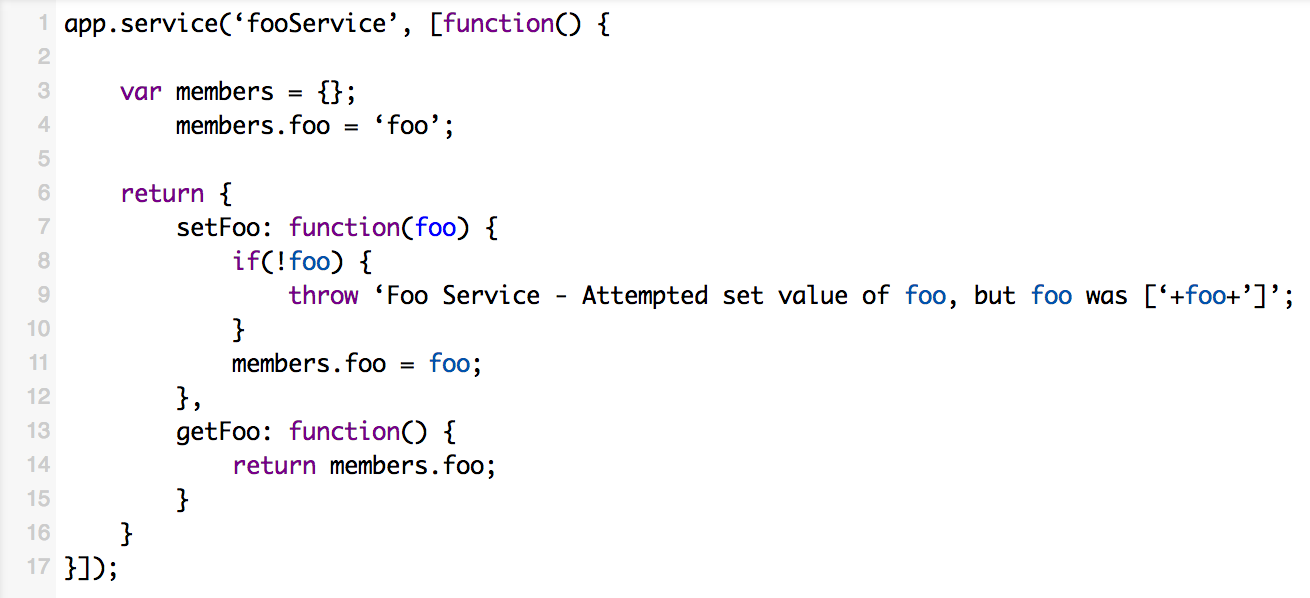 1 app.service(‘fooService’, [function() {
2
3     var members = {};
4         members.foo = ‘foo’;
5
6     return {
7         setFoo: function(foo) {
8             if(!foo) {
9                 throw ‘Foo Service - Attempted set value of foo, but foo was [‘+foo+’]’;
10             }
11             members.foo = foo;
12         },
13         getFoo: function() {
14             return members.foo;
15         }
16     }
17 }]);